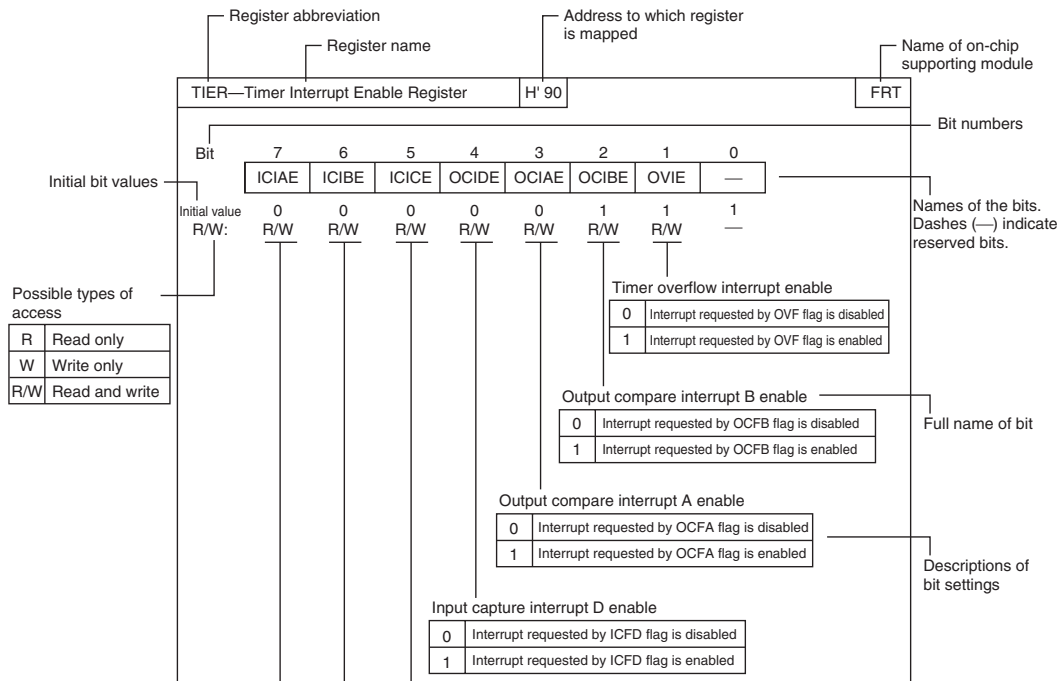 Register abbreviation
Register name
Address to which register
is mapped
Name of on-chip
supporting module
TIER—Timer Interrupt Enable Register H' 90 FRT
Bit numbers
Bit 7 6 5 4 3 2 1 0
ICIAE ICIBE ICICE OCIDE OCIAE OCIBE OVIE —
Initial bit values
Initial value 0 0 0 0 0 1 1 1
R/W: R/W R/W R/W R/W R/W R/W R/W —
Names of the bits.
Dashes (—) indicate
reserved bits.
Possible types of
access
R Read only
W Write only
R/W Read and write
Timer overflow interrupt enable
0 Interrupt requested by OVF flag is disabled
1 Interrupt requested by OVF flag is enabled
Output compare interrupt B enable
0 Interrupt requested by OCFB flag is disabled
1 Interrupt requested by OCFB flag is enabled
Full name of bit
Output compare interrupt A enable
0 Interrupt requested by OCFA flag is disabled
1 Interrupt requested by OCFA flag is enabled
Descriptions of
bit settings
Input capture interrupt D enable
0 Interrupt requested by ICFD flag is disabled
1 Interrupt requested by ICFD flag is enabled